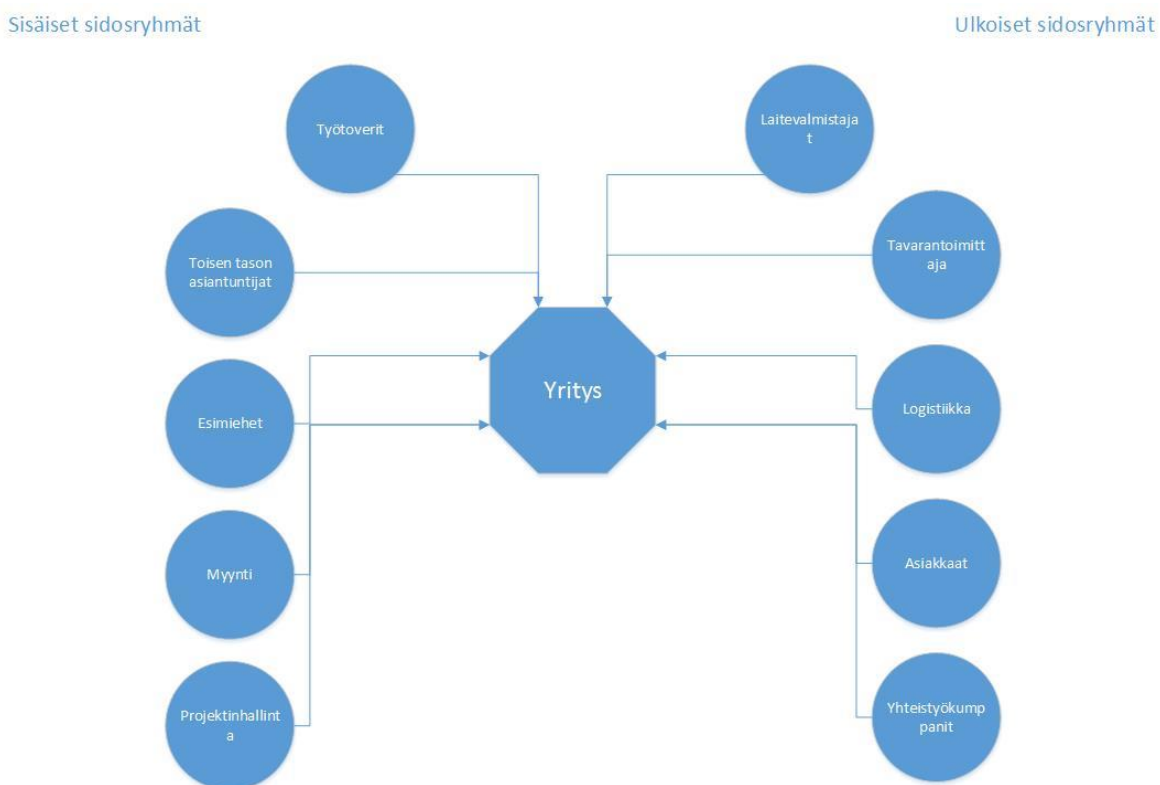 Sisäiset sidosryhmät
Ulkoiset sidosryhmät
Työtoverit
Laitevalmistaja
t
Toisen tason
asiantuntijat
Tavarantoimitt
aja
Esimiehet
Yritys
Logistiikka
Myynti
Asiakkaat
Projektinhallint
a
Yhteistyökump
panit